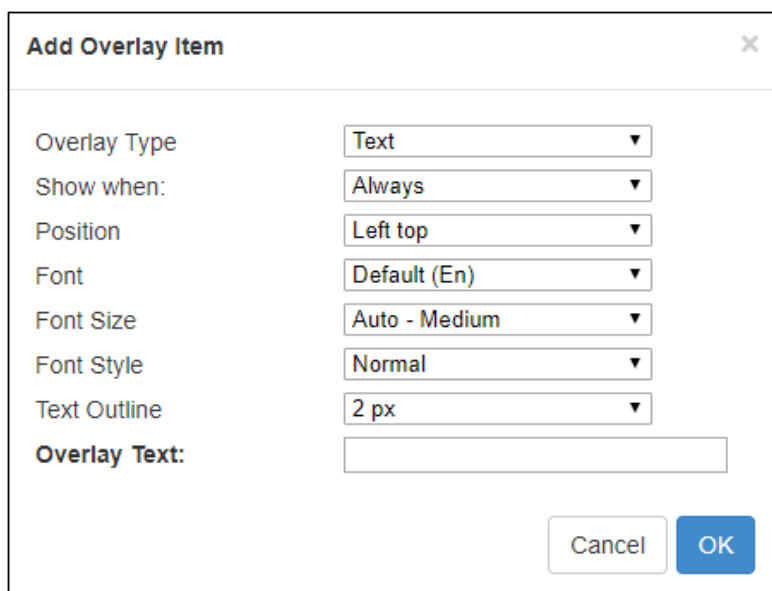 Add Overlay Item ×
Overlay Type Text
Show when: Always
Position Left top
Font Default (En)
Font Size Auto - Medium
Font Style Normal
Text Outline 2 px
Overlay Text:
Cancel OK